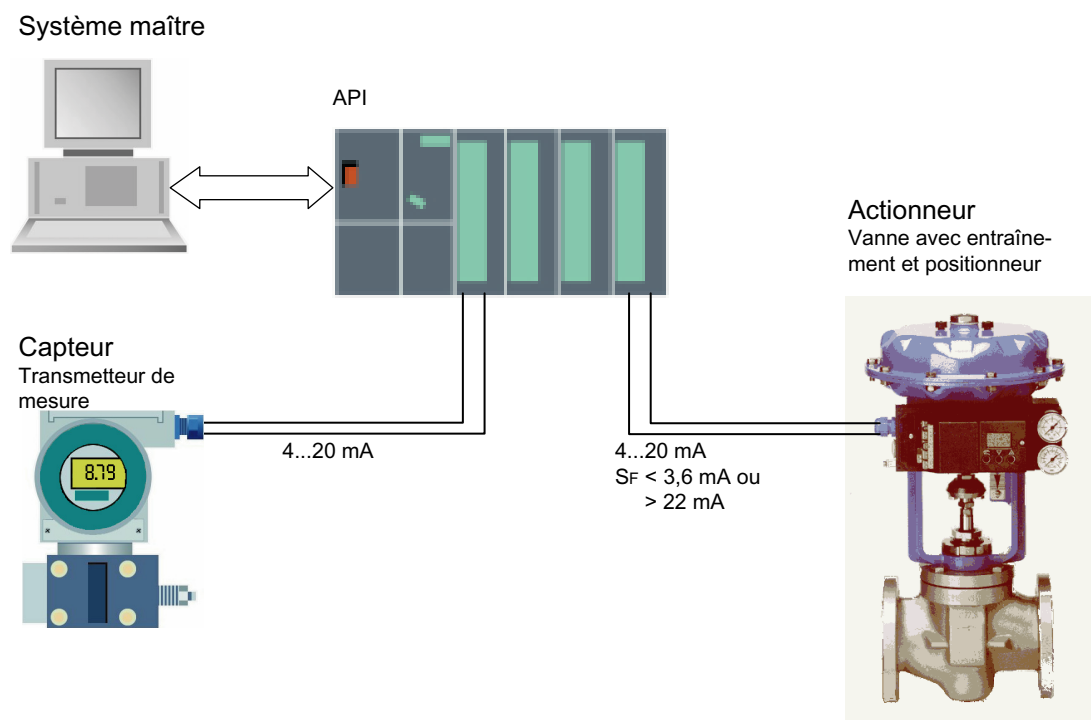 Système maître
API
Actionneur
Vanne avec entraîne-
ment et positionneur
Capteur
Transmetteur de
mesure
8.79
4...20 mA
4...20 mA
SF < 3,6 mA ou
> 22 mA